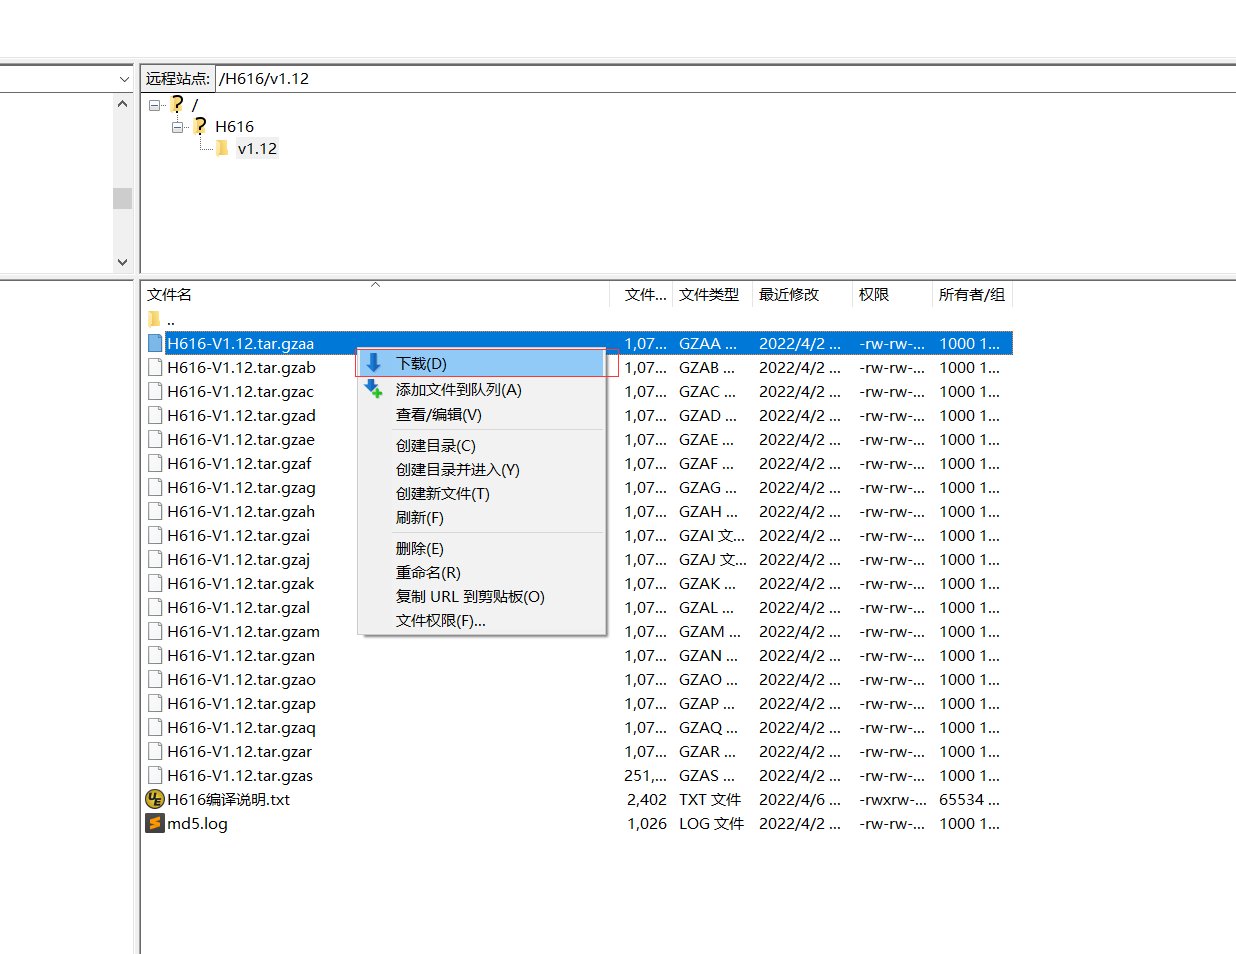 远程站点: /H616/v1.12
/
H616
v1.12
文件名 文件... 文件类型 最近修改 权限 所有者/组
..
H616-V1.12.tar.gzaa 1,07... GZAA ... 2022/4/2 ... -rw-rw-... 1000 1...
H616-V1.12.tar.gzab 1,07... GZAB ... 2022/4/2 ... -rw-rw-... 1000 1...
H616-V1.12.tar.gzac 1,07... GZAC ... 2022/4/2 ... -rw-rw-... 1000 1...
H616-V1.12.tar.gzad 1,07... GZAD ... 2022/4/2 ... -rw-rw-... 1000 1...
H616-V1.12.tar.gzae 1,07... GZAE ... 2022/4/2 ... -rw-rw-... 1000 1...
H616-V1.12.tar.gzaf 1,07... GZAF ... 2022/4/2 ... -rw-rw-... 1000 1...
H616-V1.12.tar.gzag 1,07... GZAG ... 2022/4/2 ... -rw-rw-... 1000 1...
H616-V1.12.tar.gzah 1,07... GZAH ... 2022/4/2 ... -rw-rw-... 1000 1...
H616-V1.12.tar.gzai 1,07... GZAI 文... 2022/4/2 ... -rw-rw-... 1000 1...
H616-V1.12.tar.gzaj 1,07... GZAJ 文... 2022/4/2 ... -rw-rw-... 1000 1...
H616-V1.12.tar.gzak 1,07... GZAK ... 2022/4/2 ... -rw-rw-... 1000 1...
H616-V1.12.tar.gzal 1,07... GZAL ... 2022/4/2 ... -rw-rw-... 1000 1...
H616-V1.12.tar.gzam 1,07... GZAM ... 2022/4/2 ... -rw-rw-... 1000 1...
H616-V1.12.tar.gzan 1,07... GZAN ... 2022/4/2 ... -rw-rw-... 1000 1...
H616-V1.12.tar.gzao 1,07... GZAO ... 2022/4/2 ... -rw-rw-... 1000 1...
H616-V1.12.tar.gzap 1,07... GZAP ... 2022/4/2 ... -rw-rw-... 1000 1...
H616-V1.12.tar.gzaq 1,07... GZAQ ... 2022/4/2 ... -rw-rw-... 1000 1...
H616-V1.12.tar.gzar 1,07... GZAR ... 2022/4/2 ... -rw-rw-... 1000 1...
H616-V1.12.tar.gzas 251,... GZAS ... 2022/4/2 ... -rw-rw-... 1000 1...
H616编译说明.txt 2,402 TXT 文件 2022/4/6 ... -rwxrw-... 65534 ...
md5.log 1,026 LOG 文件 2022/4/2 ... -rw-rw-... 1000 1...
下载(D)
添加文件到队列(A)
查看/编辑(V)
创建目录(C)
创建目录并进入(Y)
创建新文件(T)
刷新(F)
删除(E)
重命名(R)
复制 URL 到剪贴板(O)
文件权限(F)...